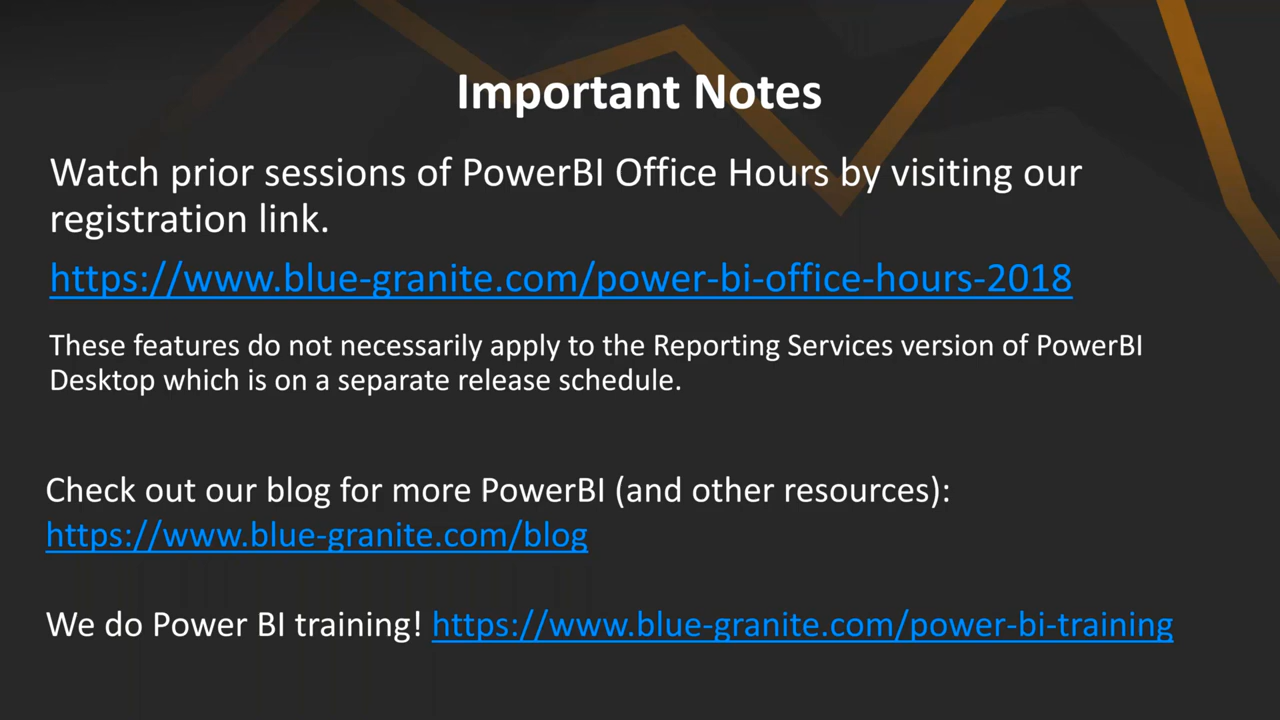 Important Notes
Watch prior sessions of PowerBI Office Hours by visiting our
registration link.
https://www.blue-granite.com/power-bi-office-hours-2018
These features do not necessarily apply to the Reporting Services version of PowerBI
Desktop which is on a separate release schedule.
Check out our blog for more PowerBI (and other resources):
https://www.blue-granite.com/blog
We do Power BI training! https://www.blue-granite.com/power-bi-training